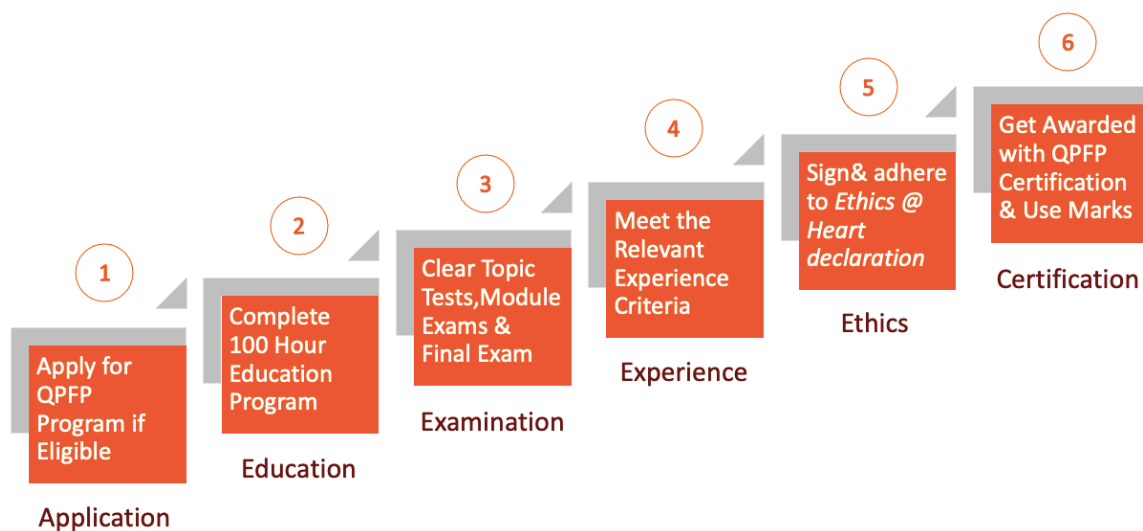 1
Apply for
QPFP
Program if
Eligible
Application
2
Complete
100 Hour
Education
Program
Education
3
Clear Topic
Tests,Module
Exams &
Final Exam
Examination
4
Meet the
Relevant
Experience
Criteria
Experience
5
Sign& adhere
to Ethics @
Heart
declaration
Ethics
6
Get Awarded
with QPFP
Certification
& Use Marks
Certification